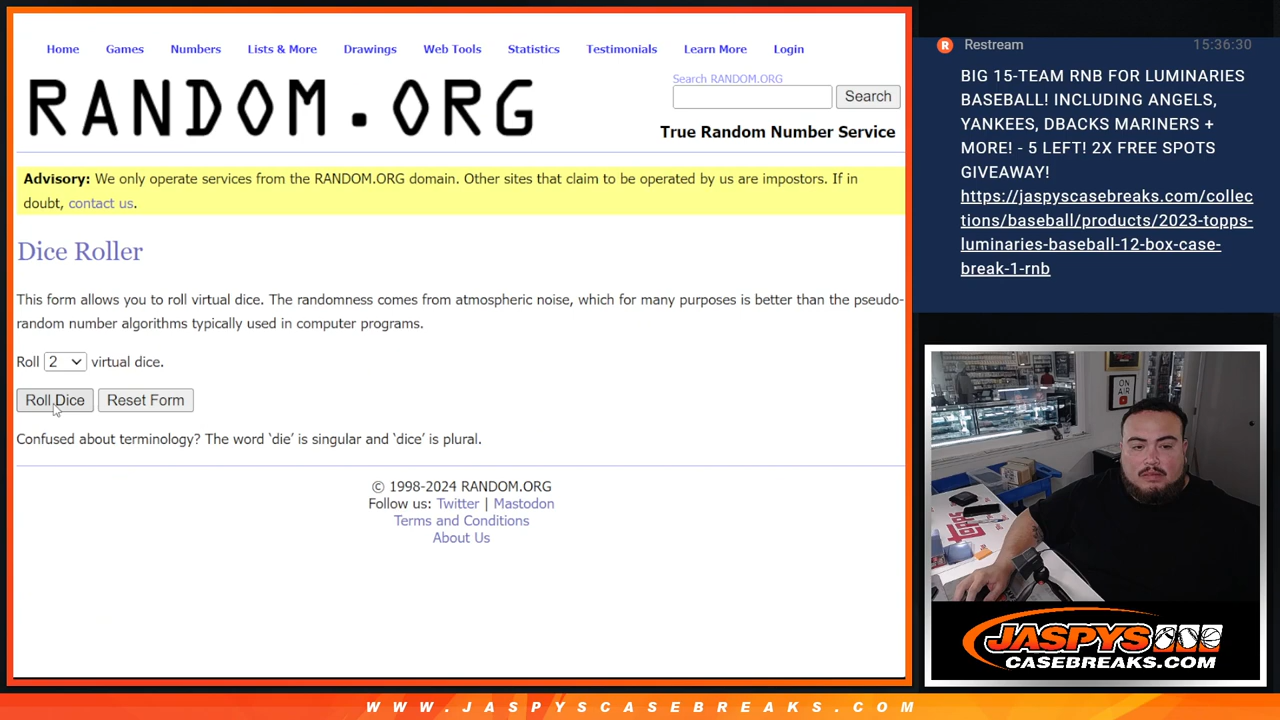 Home Games Numbers Lists & More Drawings Web Tools Statistics Testimonials Learn More Login
RANDOM.ORG
Search RANDOM.ORG
Search
True Random Number Service
Advisory: We only operate services from the RANDOM.ORG domain. Other sites that claim to be operated by us are impostors. If in
doubt, contact us.
Dice Roller
This form allows you to roll virtual dice. The randomness comes from atmospheric noise, which for many purposes is better than the pseudo-
random number algorithms typically used in computer programs.
Roll 2 virtual dice.
Roll Dice Reset Form
Confused about terminology? The word ‘die’ is singular and ‘dice’ is plural.
© 1998-2024 RANDOM.ORG
Follow us: Twitter | Mastodon
Terms and Conditions
About Us
R Restream 15:36:30
BIG 15-TEAM RNB FOR LUMINARIES
BASEBALL! INCLUDING ANGELS,
YANKEES, DBACKS MARINERS +
MORE! - 5 LEFT! 2X FREE SPOTS
GIVEAWAY!
https://jaspyscasebreaks.com/collec
tions/baseball/products/2023-topps-
luminaries-baseball-12-box-case-
break-1-rnb
ON
AIR
JASPYS
CASEBREAKS.COM
WWW.JASPYSCASEBREAKS.COM